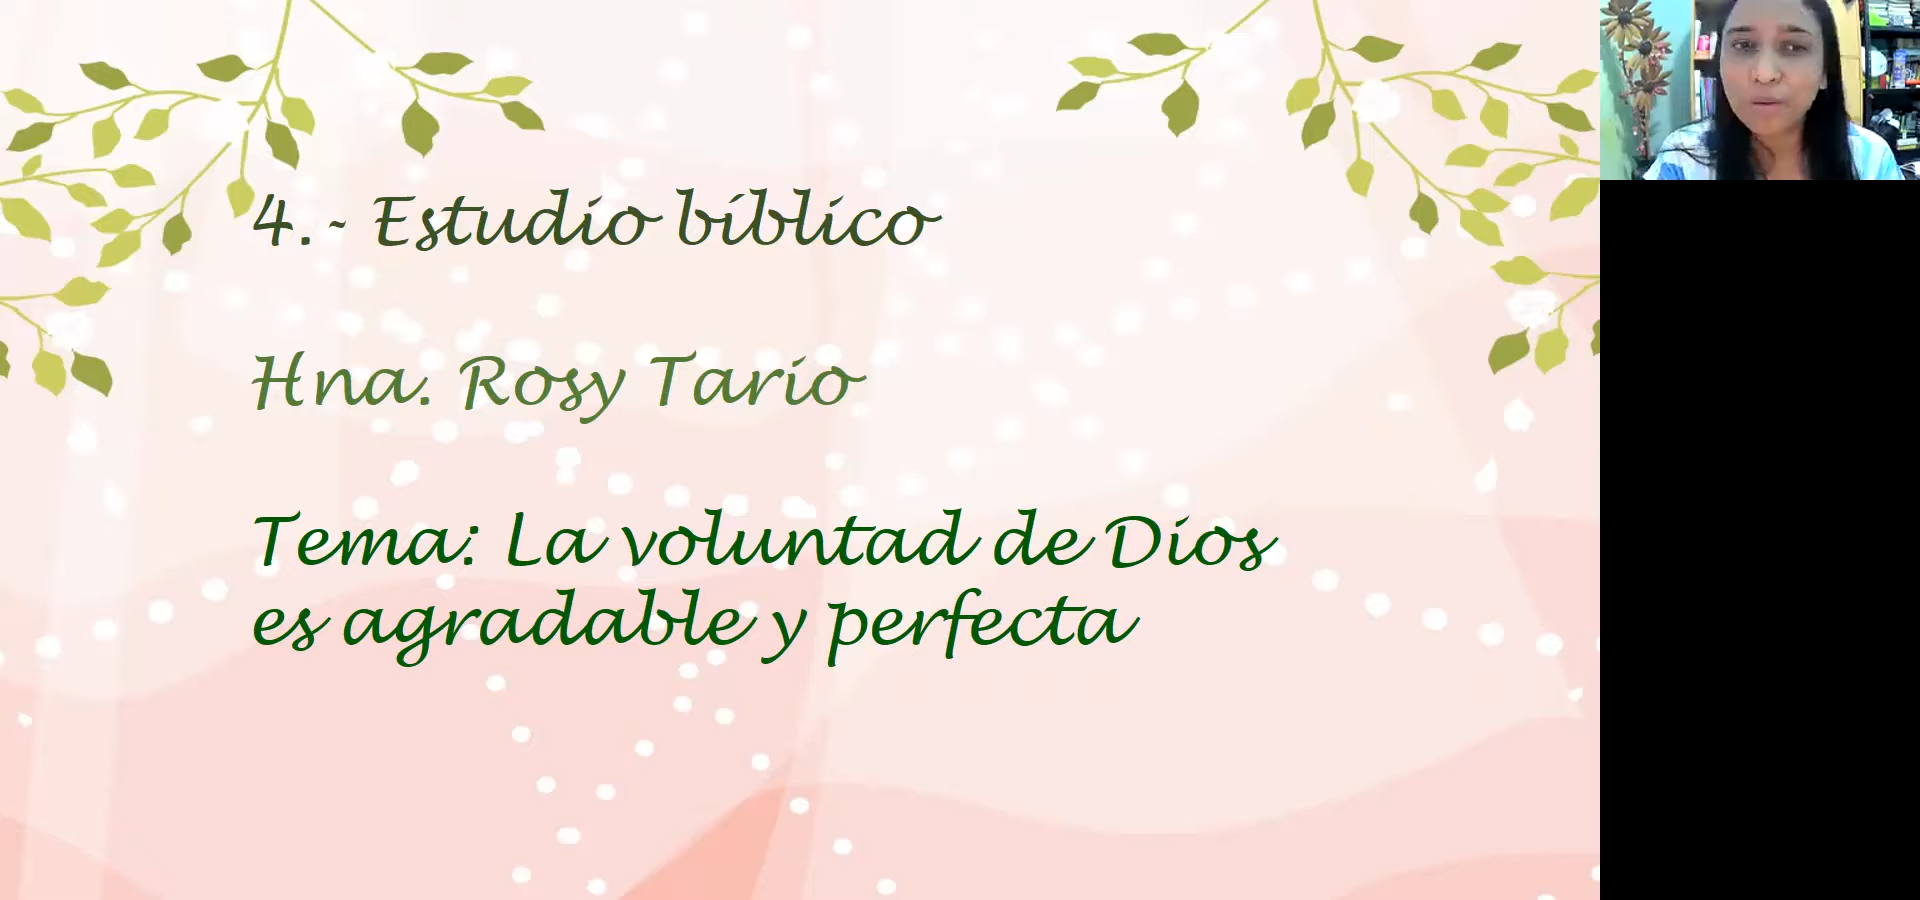 4.- Estudio bíblico
Hna. Rosy Tario
Tema: La voluntad de Dios
es agradable y perfecta